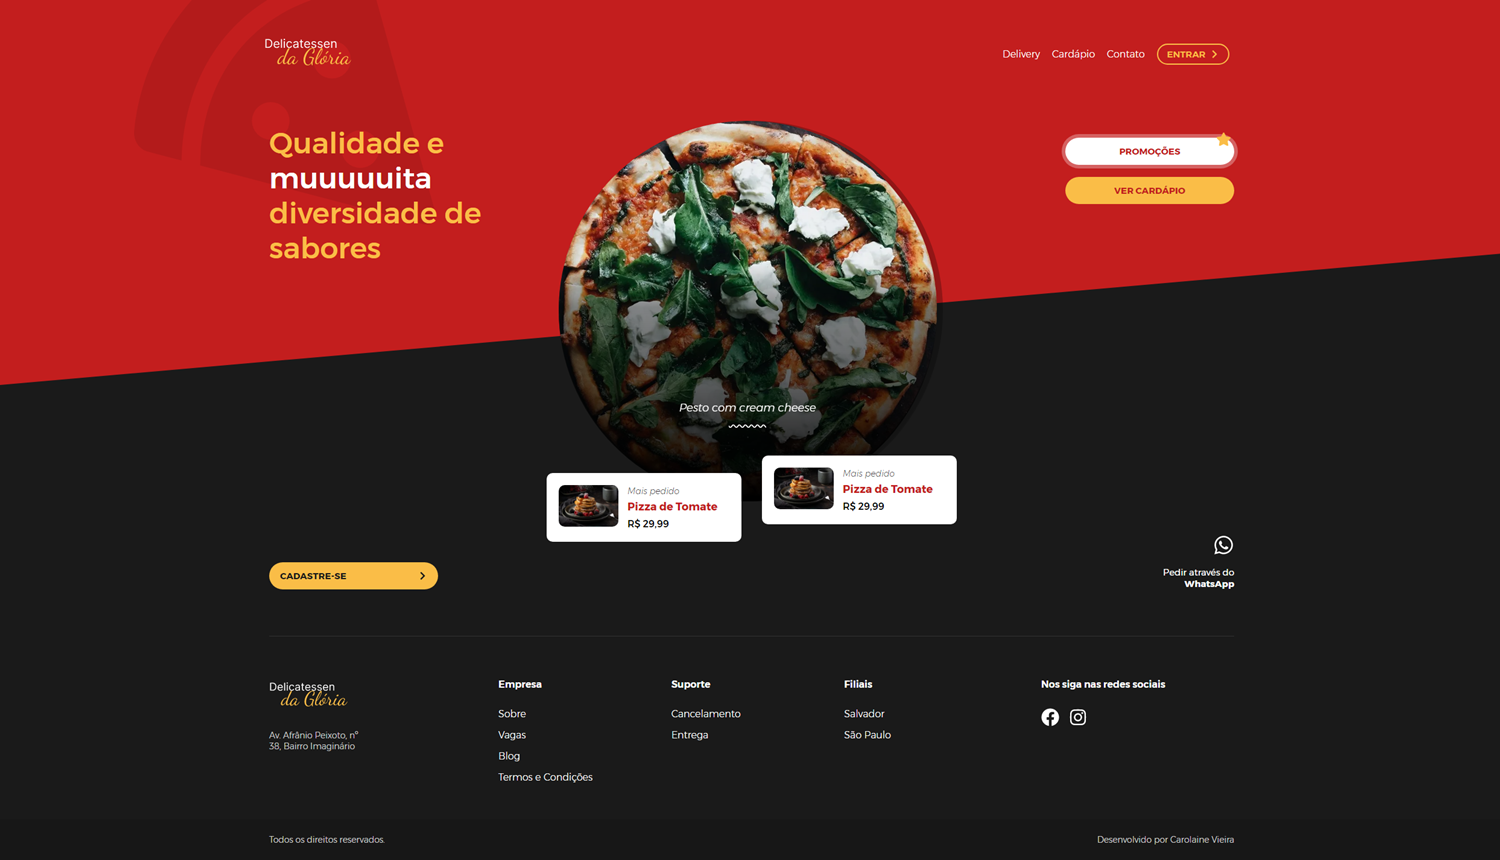 Delicatessen
da Glória
Delivery
Cardápio
Contato
ENTRAR
Qualidade e
muuuuuita
diversidade de
sabores
PROMOÇÕES
VER CARDÁPIO
Pesto com cream cheese
Mais pedido
Pizza de Tomate
R$ 29,99
Mais pedido
Pizza de Tomate
R$ 29,99
CADASTRE-SE
Pedir através do
WhatsApp
Delicatessen
da Glória
Av. Afrânio Peixoto, nº
38, Bairro Imaginário
Empresa
Sobre
Vagas
Blog
Termos e Condições
Suporte
Cancelamento
Entrega
Filiais
Salvador
São Paulo
Nos siga nas redes sociais
Todos os direitos reservados.
Desenvolvido por Carolaine Vieira